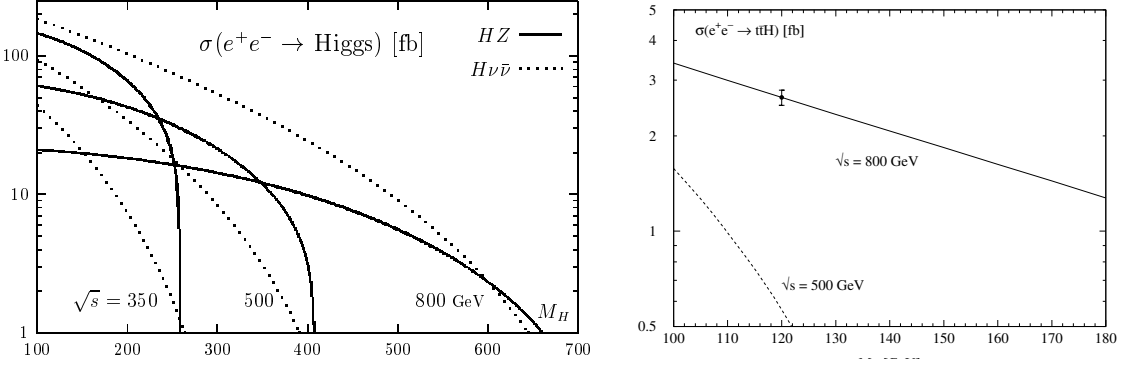 σ(e⁺e⁻ → Higgs) [fb]
HZ
Hνν̄
100
10
1
√s = 350
500
800 GeV
M_H
100 200 300 400 500 600 700
σ(e⁺e⁻ → tt̄H) [fb]
5
4
3
2
1
0.5
√s = 800 GeV
√s = 500 GeV
100 110 120 130 140 150 160 170 180